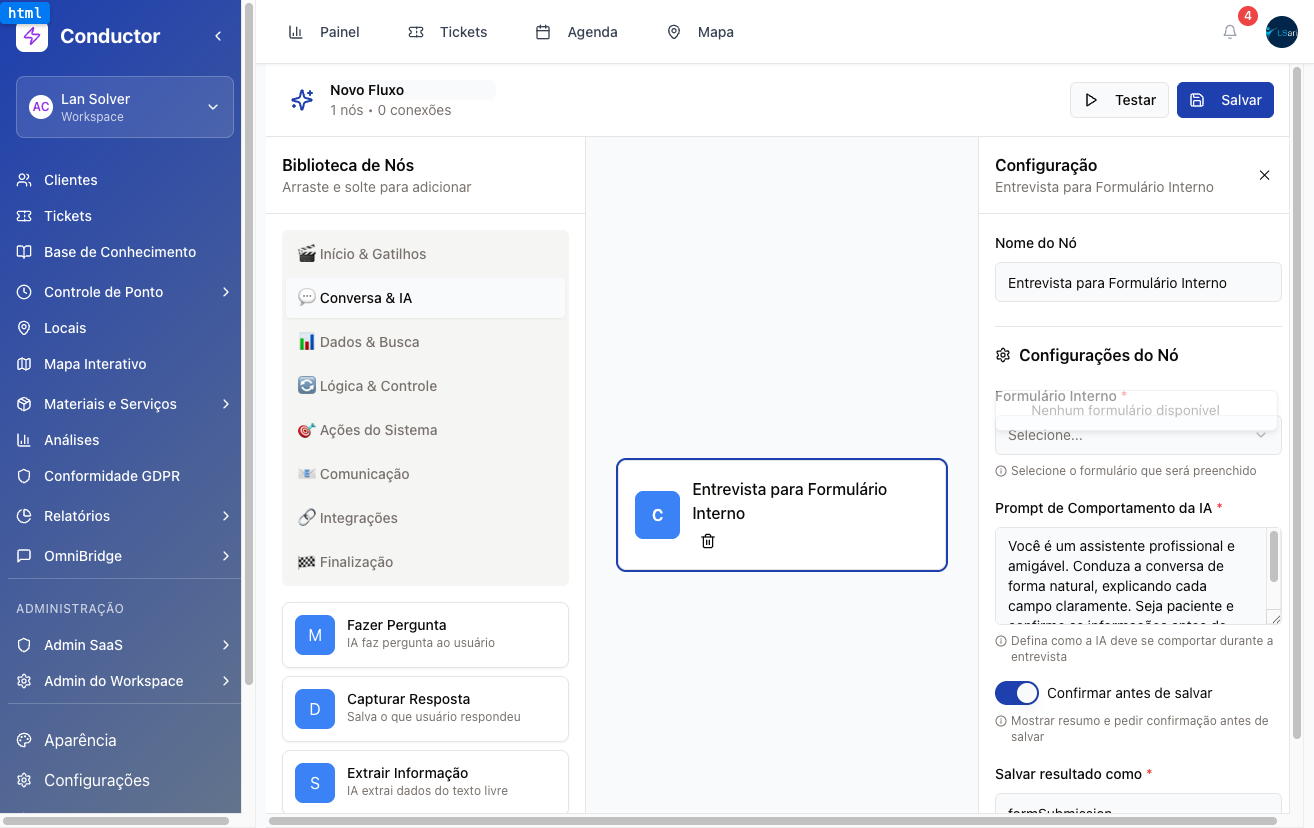 html
Conductor
AC
Lan Solver
Workspace
Clientes
Tickets
Base de Conhecimento
Controle de Ponto
Locais
Mapa Interativo
Materiais e Serviços
Análises
Conformidade GDPR
Relatórios
OmniBridge
ADMINISTRAÇÃO
Admin SaaS
Admin do Workspace
Aparência
Configurações
Painel
Tickets
Agenda
Mapa
4
Novo Fluxo
1 nós • 0 conexões
Testar
Salvar
Biblioteca de Nós
Arraste e solte para adicionar
Início & Gatilhos
Conversa & IA
Dados & Busca
Lógica & Controle
Ações do Sistema
Comunicação
Integrações
Finalização
M
Fazer Pergunta
IA faz pergunta ao usuário
D
Capturar Resposta
Salva o que usuário respondeu
S
Extrair Informação
IA extrai dados do texto livre
C
Entrevista para Formulário
Interno
Configuração
Entrevista para Formulário Interno
Nome do Nó
Entrevista para Formulário Interno
Configurações do Nó
Formulário Interno *
Nenhum formulário disponível
Selecione...
Selecione o formulário que será preenchido
Prompt de Comportamento da IA *
Você é um assistente profissional e
amigável. Conduza a conversa de
forma natural, explicando cada
campo claramente. Seja paciente e
confirme as informações antes de
Defina como a IA deve se comportar durante a
entrevista
Confirmar antes de salvar
Mostrar resumo e pedir confirmação antes de
salvar
Salvar resultado como *
formSubmission